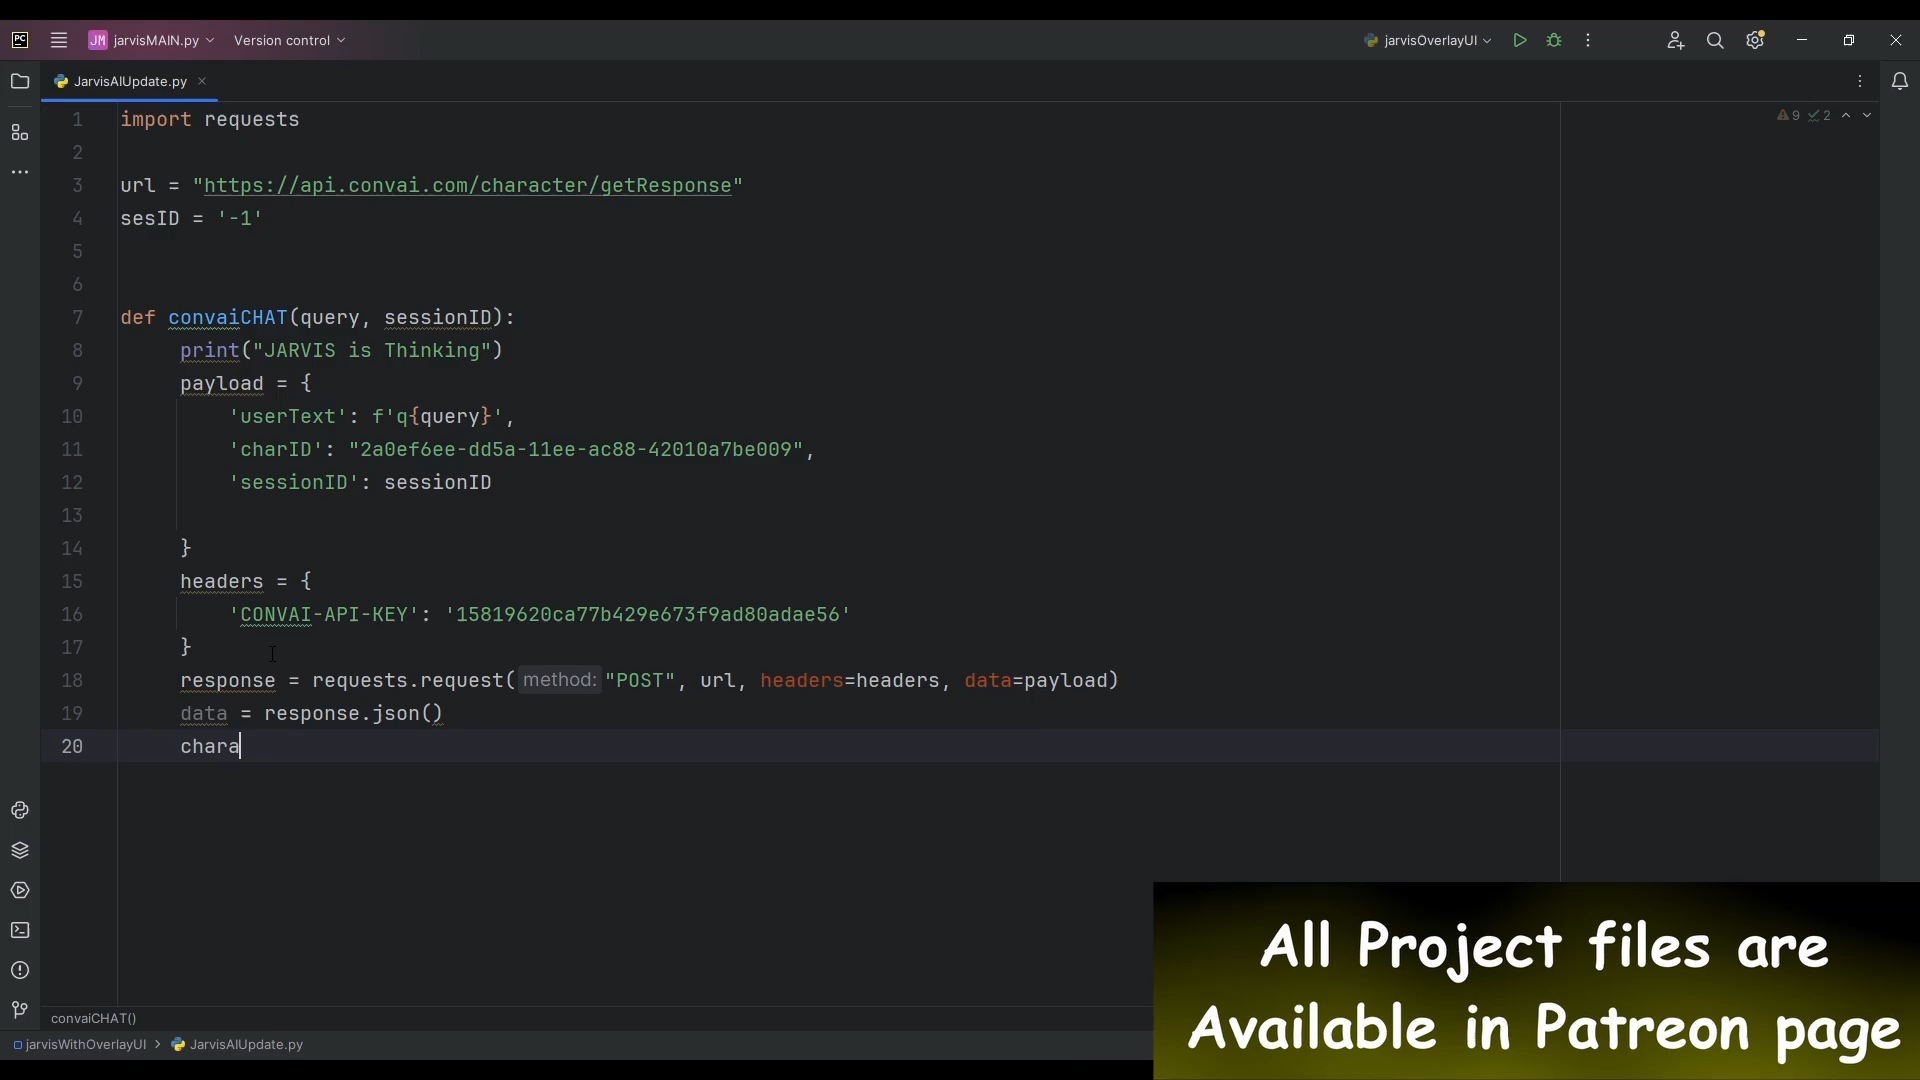 PC JM jarvisMAIN.py Version control jarvisOverlayUI
JarvisAIUpdate.py
9 2
1 import requests
2
3 url = "https://api.convai.com/character/getResponse"
4 sesID = '-1'
5
6
7 def convaiCHAT(query, sessionID):
8 print("JARVIS is Thinking")
9 payload = {
10 'userText': f'q{query}',
11 'charID': "2a0ef6ee-dd5a-11ee-ac88-42010a7be009",
12 'sessionID': sessionID
13
14 }
15 headers = {
16 'CONVAI-API-KEY': '15819620ca77b429e673f9ad80adae56'
17 }
18 response = requests.request( method: "POST", url, headers=headers, data=payload)
19 data = response.json()
20 chara
All Project files are
Available in Patreon page
convaiCHAT()
jarvisWithOverlayUI > JarvisAIUpdate.py